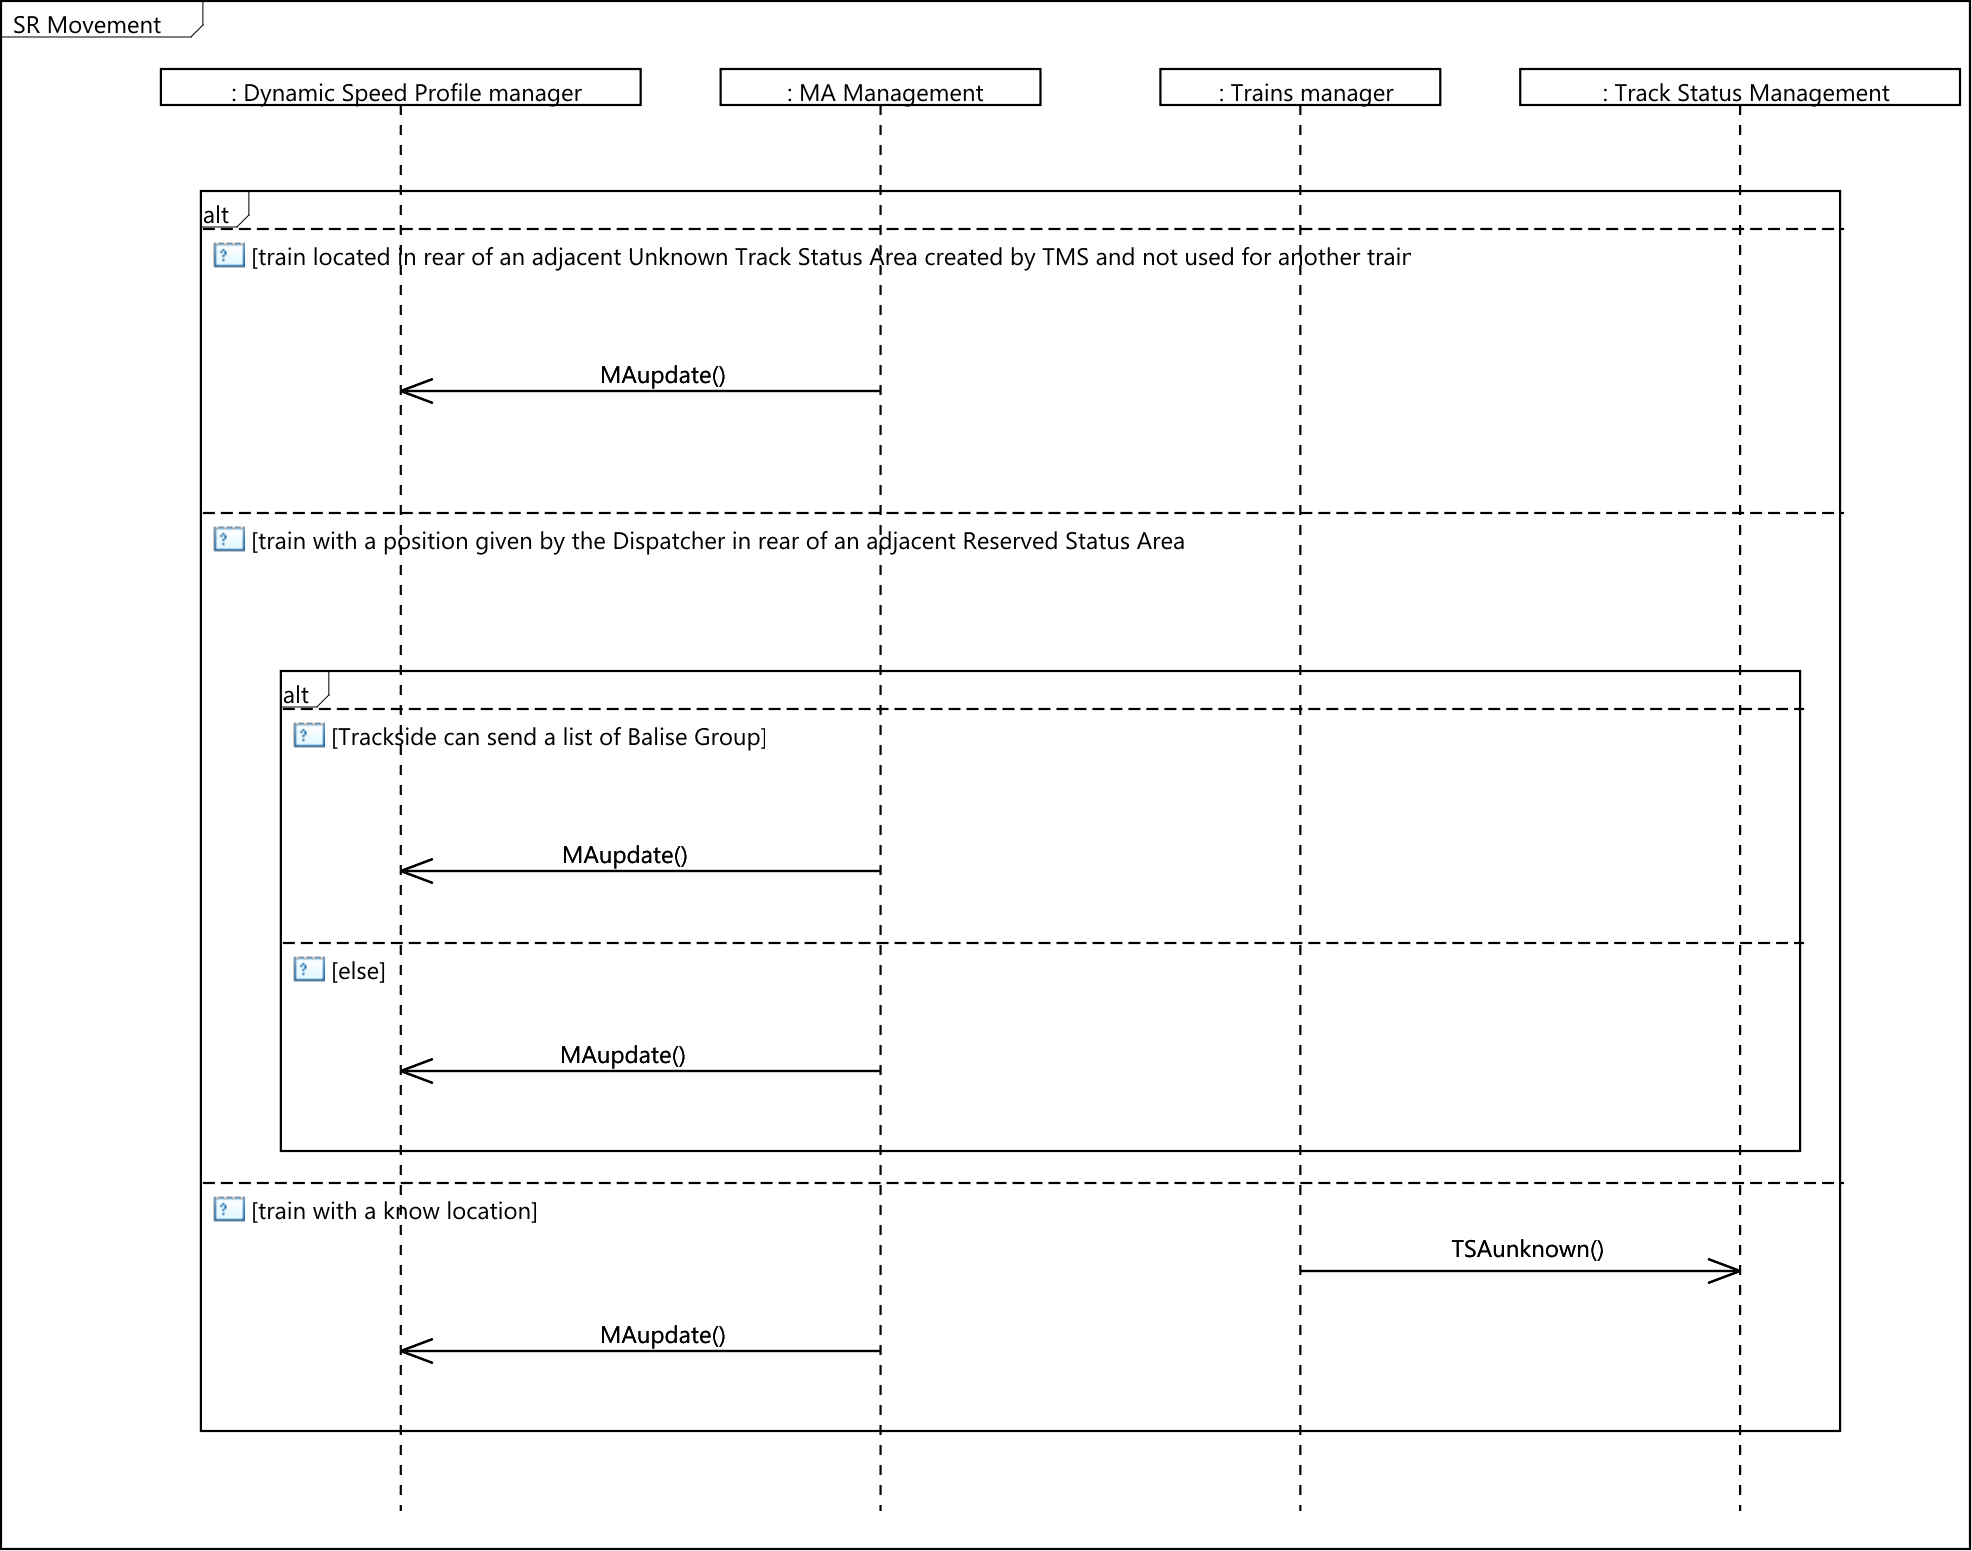 SR Movement
: Dynamic Speed Profile manager
: MA Management
: Trains manager
: Track Status Management
alt
[train located in rear of an adjacent Unknown Track Status Area created by TMS and not used for another train
MAupdate()
[train with a position given by the Dispatcher in rear of an adjacent Reserved Status Area
alt
[Trackside can send a list of Balise Group]
MAupdate()
[else]
MAupdate()
[train with a know location]
TSAunknown()
MAupdate()